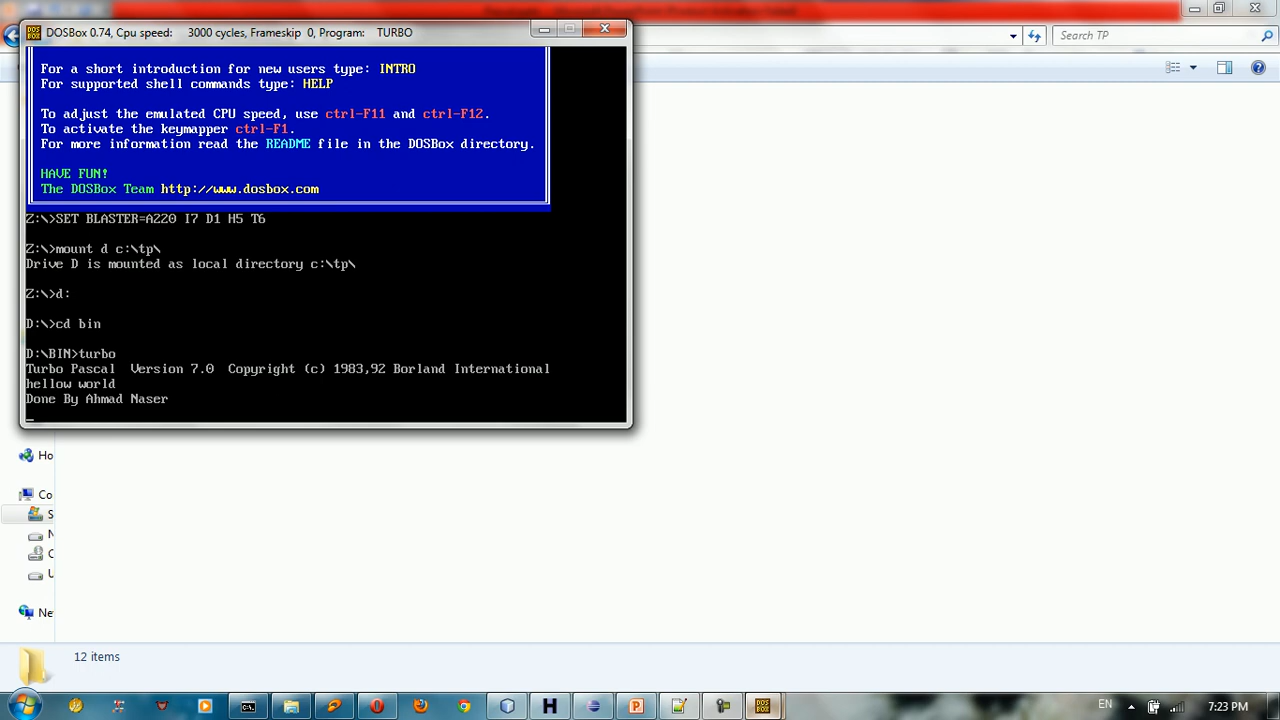 DOSBox 0.74, Cpu speed: 3000 cycles, Frameskip 0, Program: TURBO
Search TP
For a short introduction for new users type: INTRO
For supported shell commands type: HELP
To adjust the emulated CPU speed, use ctrl-F11 and ctrl-F12.
To activate the keymapper ctrl-F1.
For more information read the README file in the DOSBox directory.
HAVE FUN!
The DOSBox Team http://www.dosbox.com
Z:\>SET BLASTER=A220 I7 D1 H5 T6
Z:\>mount d c:\tp\
Drive D is mounted as local directory c:\tp\
Z:\>d:
D:\>cd bin
D:\BIN>turbo
Turbo Pascal Version 7.0 Copyright (c) 1983,92 Borland International
hellow world
Done By Ahmad Naser
Ho
Co
S
Ne
12 items
EN
7:23 PM